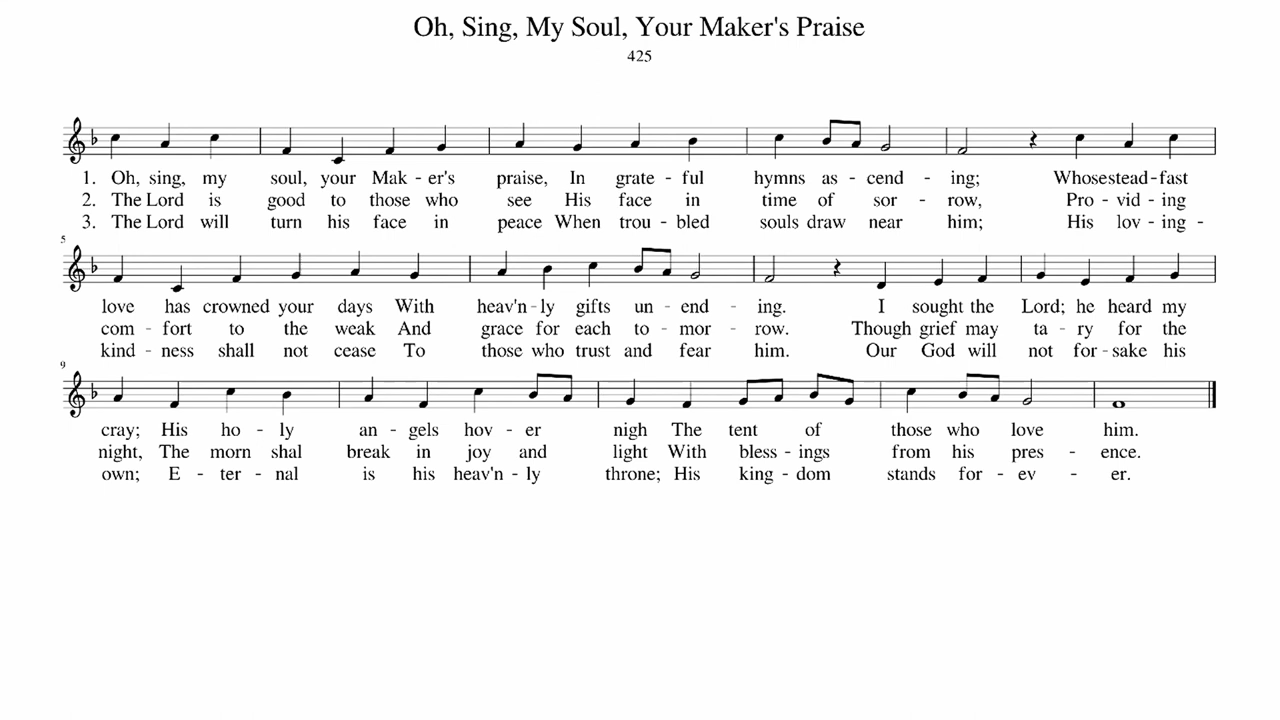 Oh, Sing, My Soul, Your Maker's Praise
425
1. Oh, sing, my soul, your Mak - er's praise, In grate - ful hymns as - cend - ing; Whosestead-fast
2. The Lord is good to those who see His face in time of sor - row, Pro - vid - ing
3. The Lord will turn his face in peace When trou - bled souls draw near him; His lov - ing -
5
love has crowned your days With heav'n - ly gifts un - end - ing. I sought the Lord; he heard my
com - fort to the weak And grace for each to - mor - row. Though grief may ta - ry for the
kind - ness shall not cease To those who trust and fear him. Our God will not for - sake his
9
cray; His ho - ly an - gels hov - er nigh The tent of those who love him.
night, The morn shal break in joy and light With bless - ings from his pres - ence.
own; E - ter - nal is his heav'n - ly throne; His king - dom stands for - ev - er.